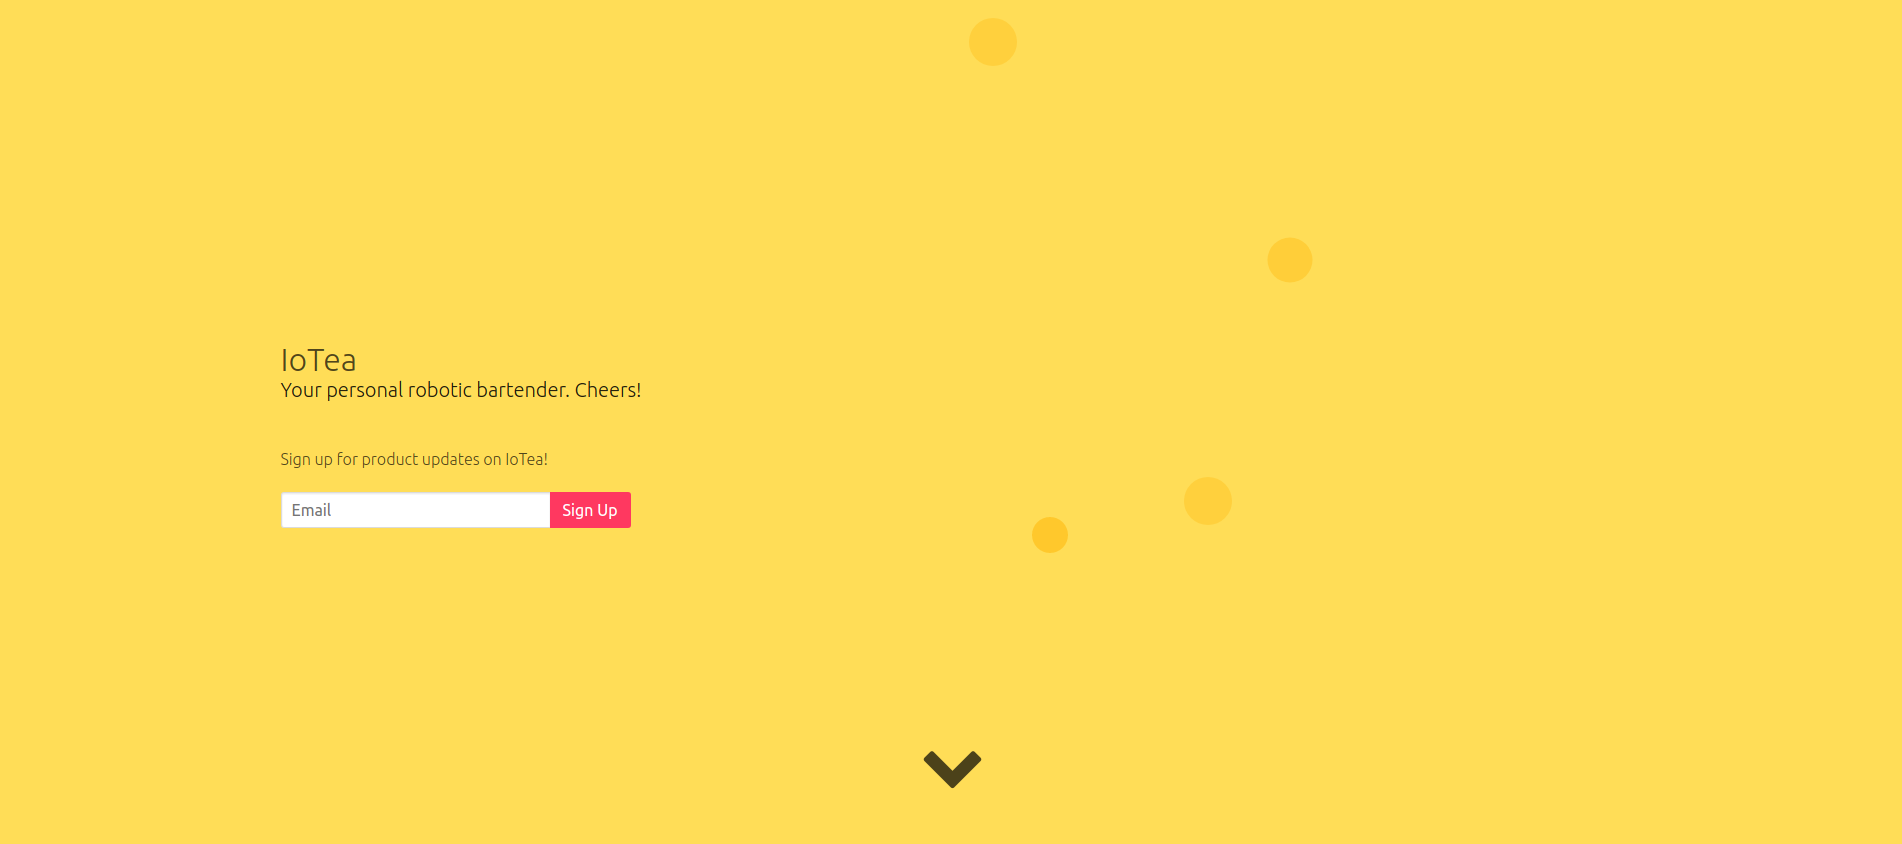 IoTea
Your personal robotic bartender. Cheers!
Sign up for product updates on IoTea!
Email
Sign Up